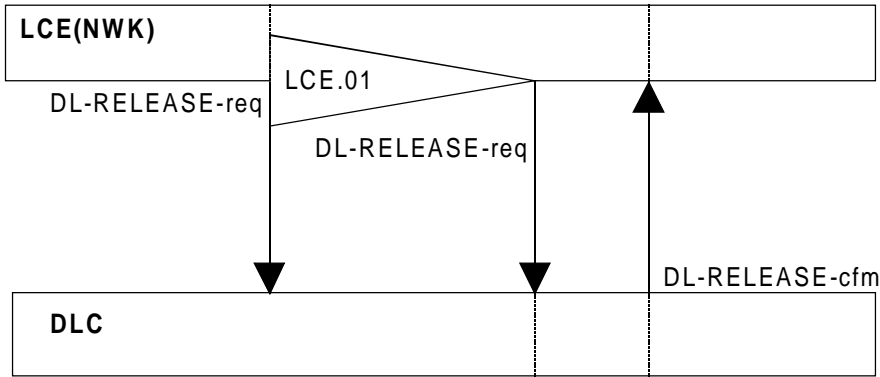 LCE(NWK)
LCE.01
DL-RELEASE-req
DL-RELEASE-req
DL-RELEASE-cfm
DLC